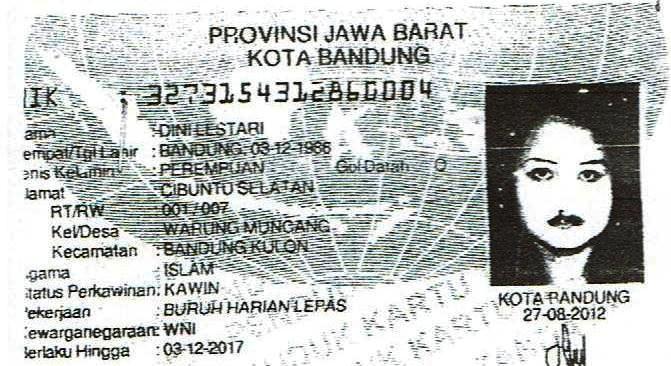 PROVINSI JAWA BARAT
KOTA BANDUNG
IK : 3273154312860004
ama : DINI LESTARI
empat/Tgl Lahir : BANDUNG, 03-12-1986
enis Kelamin : PEREMPUAN Gol Darah O
lamat CIBUNTU SELATAN
RT/RW : 001/007
Kel/Desa : WARUNG MUNCANG
Kecamatan : BANDUNG KULON
gama : ISLAM
tatus Perkawinan: KAWIN
ekerjaan : BURUH HARIAN LEPAS
ewarganegaraan: WNI
erlaku Hingga : 03-12-2017
KOTA BANDUNG
27-08-2012